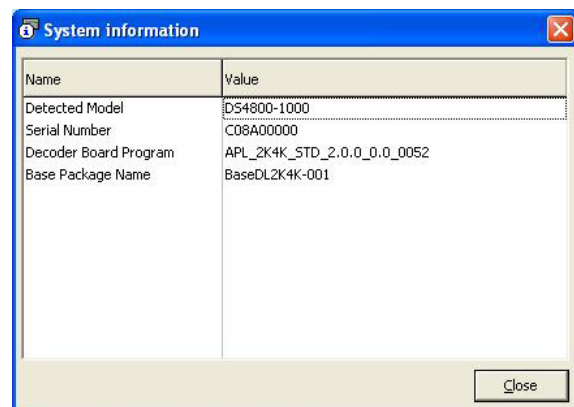 System information
Name Value
Detected Model DS4800-1000
Serial Number C08A00000
Decoder Board Program APL_2K4K_STD_2.0.0_0.0_0052
Base Package Name BaseDL2K4K-001
Close